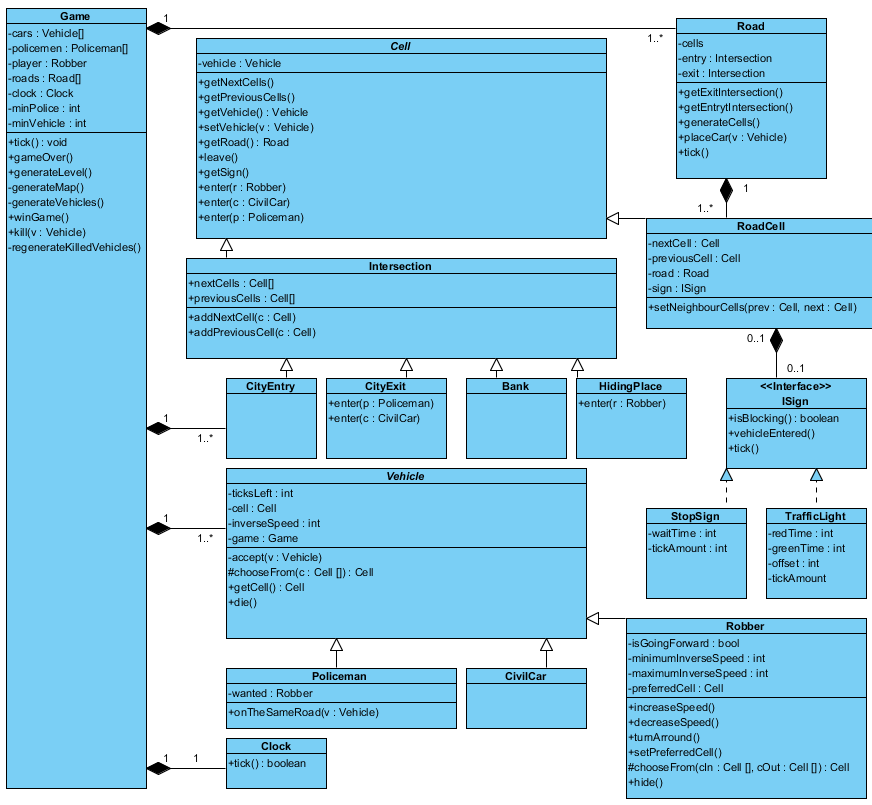 Game
-cars : Vehicle[]
-policemen : Policeman[]
-player : Robber
-roads : Road[]
-clock : Clock
-minPolice : int
-minVehicle : int
+tick() : void
+gameOver()
+generateLevel()
-generateMap()
-generateVehicles()
+winGame()
+kill(v : Vehicle)
-regenerateKilledVehicles()
1
1..*
Cell
-vehicle : Vehicle
+getNextCells()
+getPreviousCells()
+getVehicle() : Vehicle
+setVehicle(v : Vehicle)
+getRoad() : Road
+leave()
+getSign()
+enter(r : Robber)
+enter(c : CivilCar)
+enter(p : Policeman)
Road
-cells
-entry : Intersection
-exit : Intersection
+getExitIntersection()
+getEntrytIntersection()
+generateCells()
+placeCar(v : Vehicle)
+tick()
1
1..*
RoadCell
-nextCell : Cell
-previousCell : Cell
-road : Road
-sign : ISign
+setNeighbourCells(prev : Cell, next : Cell)
0..1
0..1
Intersection
+nextCells : Cell[]
+previousCells : Cell[]
+addNextCell(c : Cell)
+addPreviousCell(c : Cell)
CityEntry
CityExit
+enter(p : Policeman)
+enter(c : CivilCar)
Bank
HidingPlace
+enter(r : Robber)
<<Interface>>
ISign
+isBlocking() : boolean
+vehicleEntered()
+tick()
1
1..*
Vehicle
-ticksLeft : int
-cell : Cell
-inverseSpeed : int
-game : Game
-accept(v : Vehicle)
#chooseFrom(c : Cell []) : Cell
+getCell() : Cell
+die()
1
1..*
StopSign
-waitTime : int
-tickAmount : int
TrafficLight
-redTime : int
-greenTime : int
-offset : int
-tickAmount
Robber
-isGoingForward : bool
-minimumInverseSpeed : int
-maximumInverseSpeed : int
-preferredCell : Cell
+increaseSpeed()
+decreaseSpeed()
+turnArround()
+setPreferredCell()
#chooseFrom(cIn : Cell [], cOut : Cell []) : Cell
+hide()
Policeman
-wanted : Robber
+onTheSameRoad(v : Vehicle)
CivilCar
1
1
Clock
+tick() : boolean